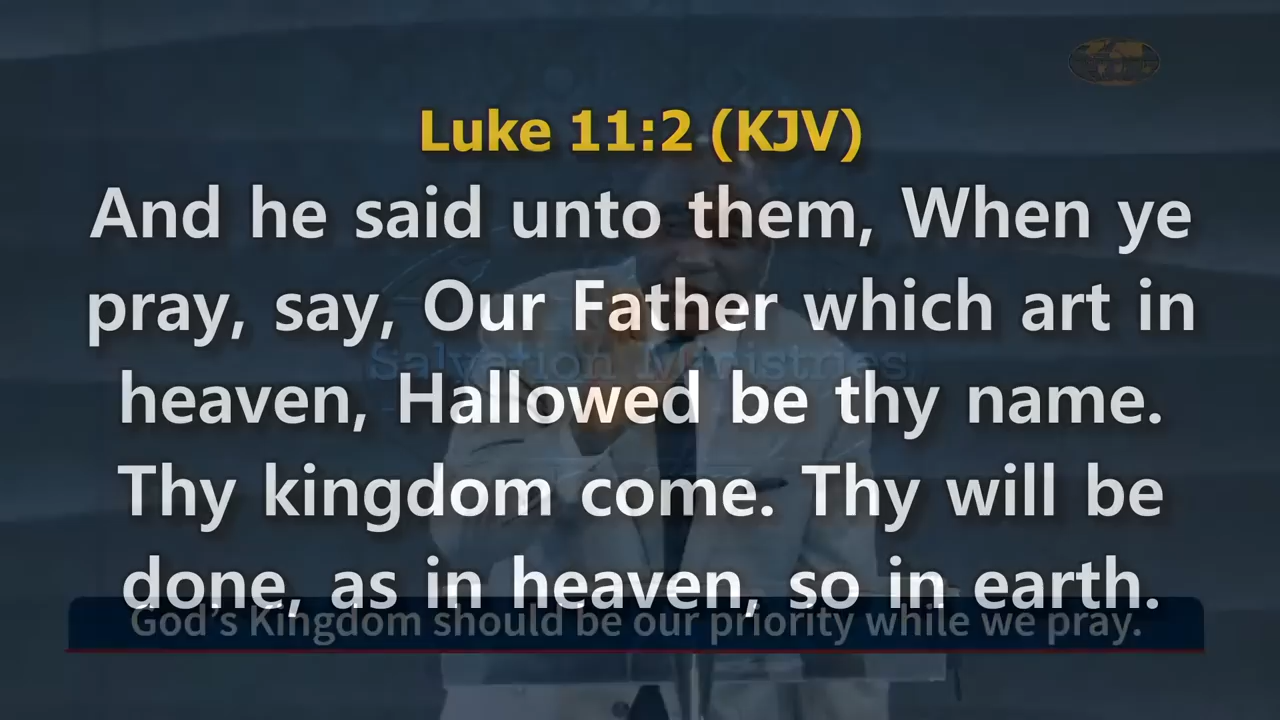 Luke 11:2 (KJV)
And he said unto them, When ye
pray, say, Our Father which art in
Salvation Ministries
heaven, Hallowed be thy name.
Thy kingdom come. Thy will be
done, as in heaven, so in earth.
God's Kingdom should be our priority while we pray.